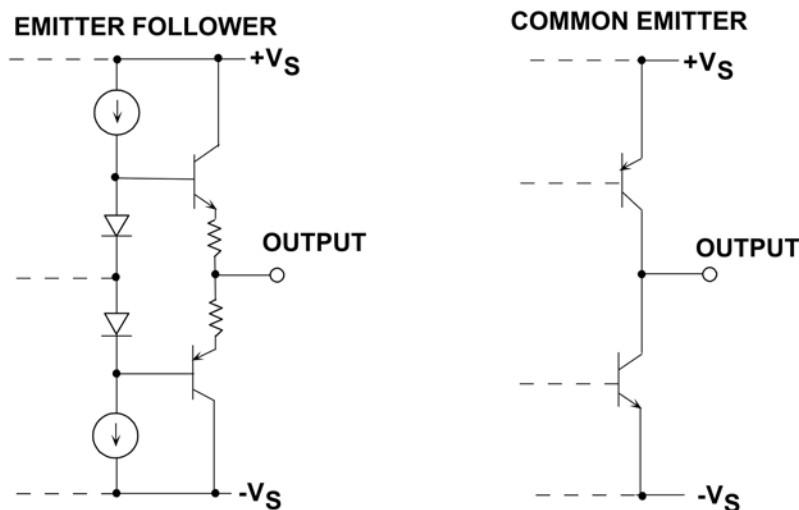 EMITTER FOLLOWER
+VS
OUTPUT
-VS
COMMON EMITTER
+VS
OUTPUT
-VS